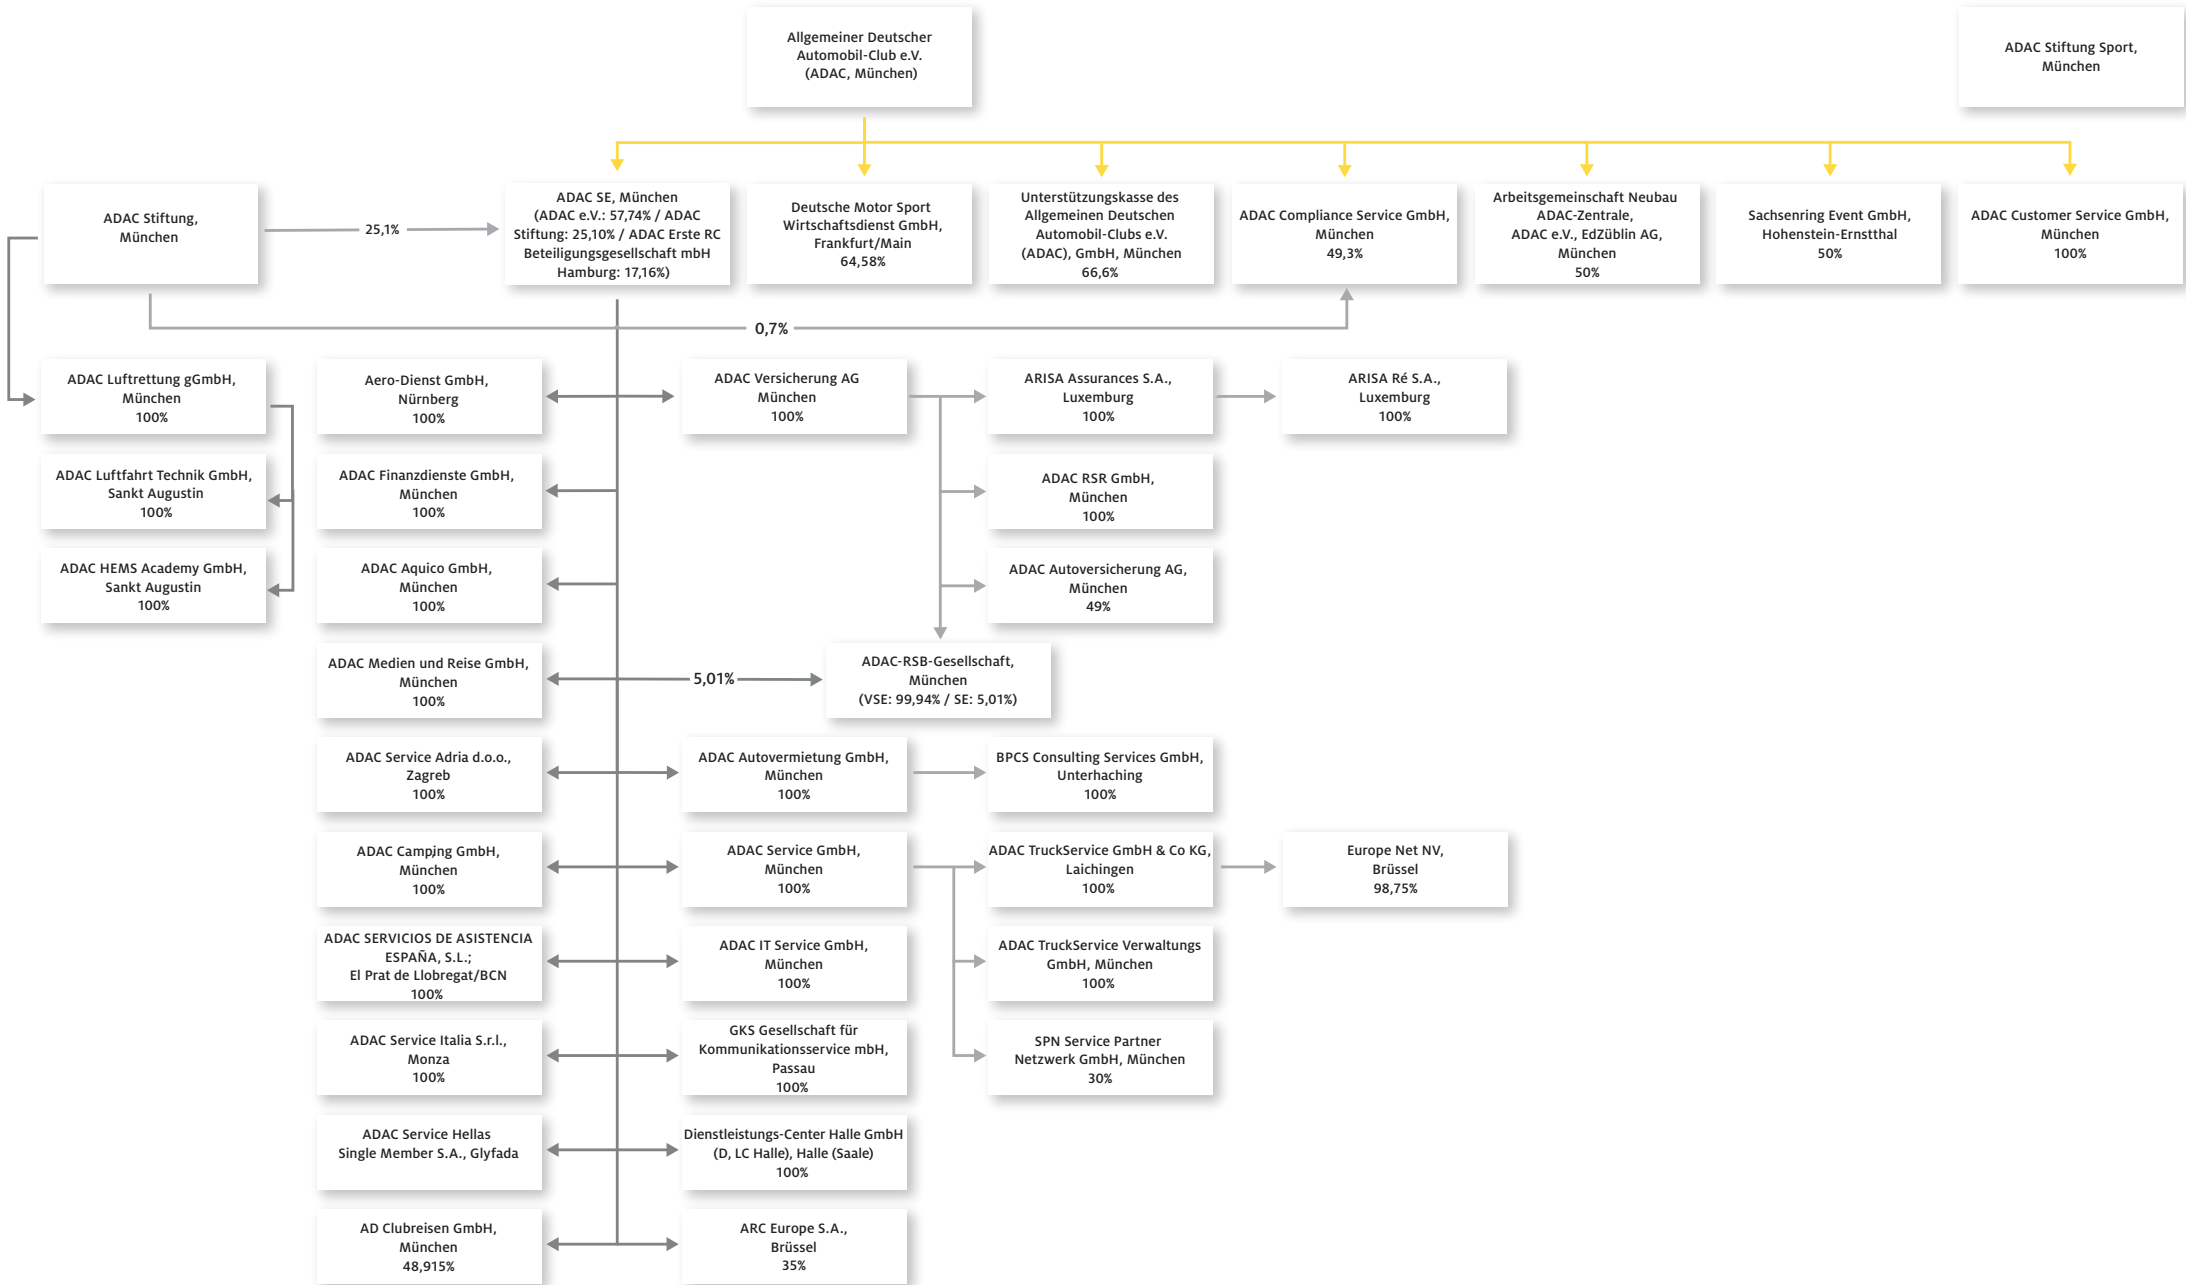 Allgemeiner Deutscher
Automobil-Club e.V.
(ADAC, München)
ADAC Stiftung Sport,
München
ADAC Stiftung,
München
25,1%
ADAC SE, München
(ADAC e.V.: 57,74% / ADAC
Stiftung: 25,10% / ADAC Erste RC
Beteiligungsgesellschaft mbH
Hamburg: 17,16%)
Deutsche Motor Sport
Wirtschaftsdienst GmbH,
Frankfurt/Main
64,58%
Unterstützungskasse des
Allgemeinen Deutschen
Automobil-Clubs e.V.
(ADAC), GmbH, München
66,6%
ADAC Compliance Service GmbH,
München
49,3%
Arbeitsgemeinschaft Neubau
ADAC-Zentrale,
ADAC e.V., EdZüblin AG,
München
50%
Sachsenring Event GmbH,
Hohenstein-Ernstthal
50%
ADAC Customer Service GmbH,
München
100%
0,7%
ADAC Luftrettung gGmbH,
München
100%
Aero-Dienst GmbH,
Nürnberg
100%
ADAC Versicherung AG
München
100%
ARISA Assurances S.A.,
Luxemburg
100%
ARISA Ré S.A.,
Luxemburg
100%
ADAC Luftfahrt Technik GmbH,
Sankt Augustin
100%
ADAC Finanzdienste GmbH,
München
100%
ADAC RSR GmbH,
München
100%
ADAC HEMS Academy GmbH,
Sankt Augustin
100%
ADAC Aquico GmbH,
München
100%
ADAC Autoversicherung AG,
München
49%
ADAC Medien und Reise GmbH,
München
100%
5,01%
ADAC-RSB-Gesellschaft,
München
(VSE: 99,94% / SE: 5,01%)
ADAC Service Adria d.o.o.,
Zagreb
100%
ADAC Autovermietung GmbH,
München
100%
BPCS Consulting Services GmbH,
Unterhaching
100%
ADAC Camping GmbH,
München
100%
ADAC Service GmbH,
München
100%
ADAC TruckService GmbH & Co KG,
Laichingen
100%
Europe Net NV,
Brüssel
98,75%
ADAC SERVICIOS DE ASISTENCIA
ESPAÑA, S.L.;
El Prat de Llobregat/BCN
100%
ADAC IT Service GmbH,
München
100%
ADAC TruckService Verwaltungs
GmbH, München
100%
ADAC Service Italia S.r.l.,
Monza
100%
GKS Gesellschaft für
Kommunikationsservice mbH,
Passau
100%
SPN Service Partner
Netzwerk GmbH, München
30%
ADAC Service Hellas
Single Member S.A., Glyfada
Dienstleistungs-Center Halle GmbH
(D, LC Halle), Halle (Saale)
100%
AD Clubreisen GmbH,
München
48,915%
ARC Europe S.A.,
Brüssel
35%